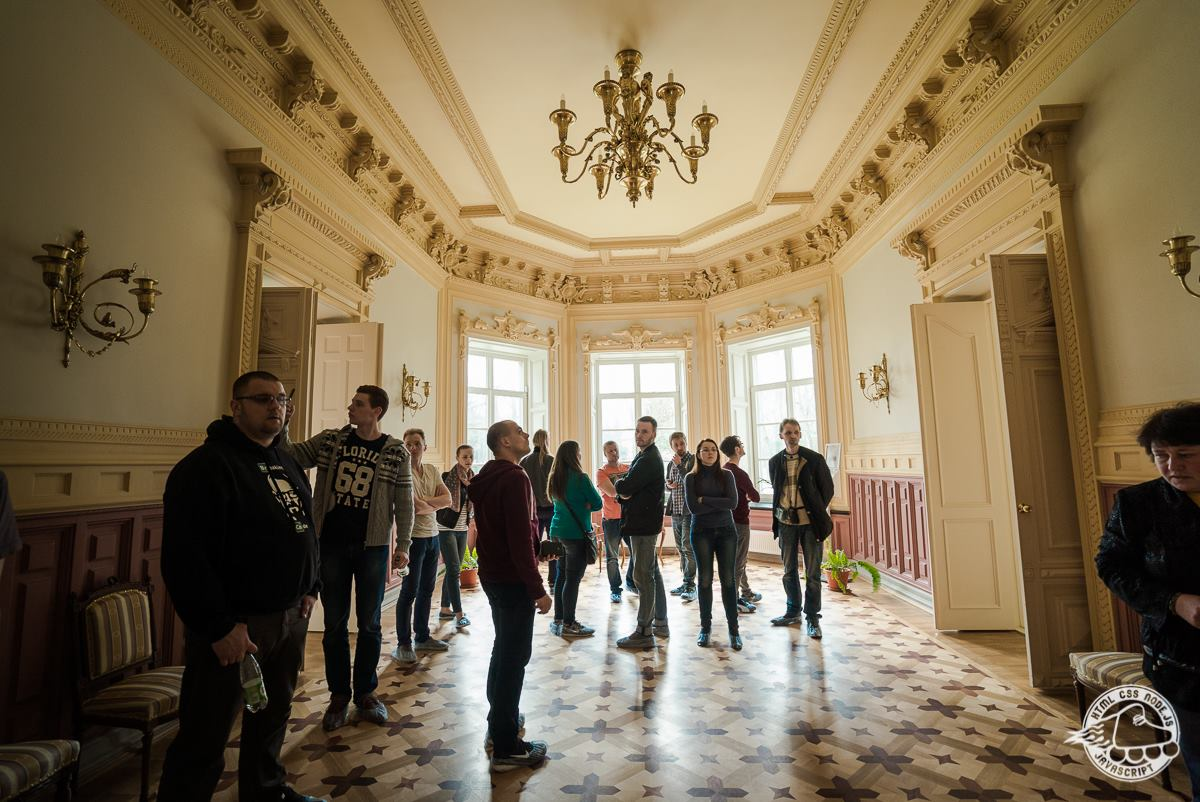 FLORID
68
STATE
HTML CSS NODE.JS
JAVASCRIPT